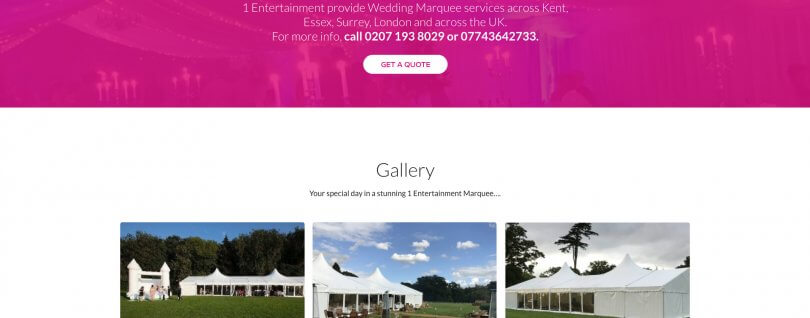 1 Entertainment provide Wedding Marquee services across Kent,
Essex, Surrey, London and across the UK.
For more info, call 0207 193 8029 or 07743642733.
GET A QUOTE
Gallery
Your special day in a stunning 1 Entertainment Marquee....